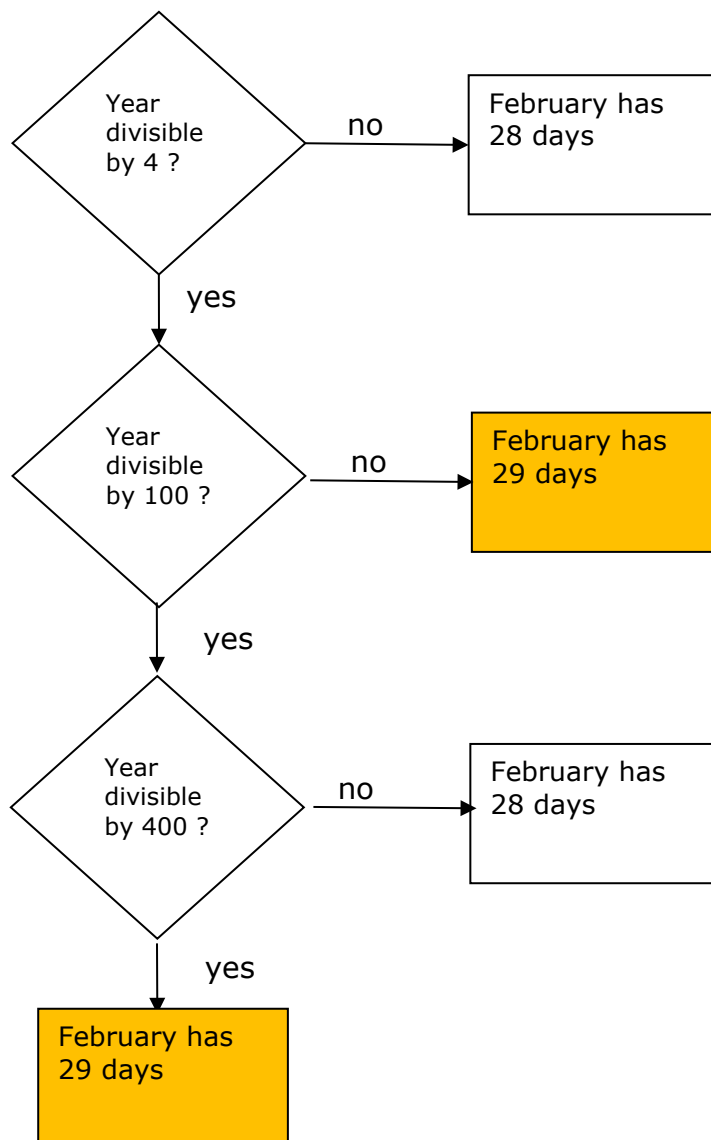 Year
divisible
by 4 ?
no
February has
28 days
yes
Year
divisible
by 100 ?
no
February has
29 days
yes
Year
divisible
by 400 ?
no
February has
28 days
yes
February has
29 days